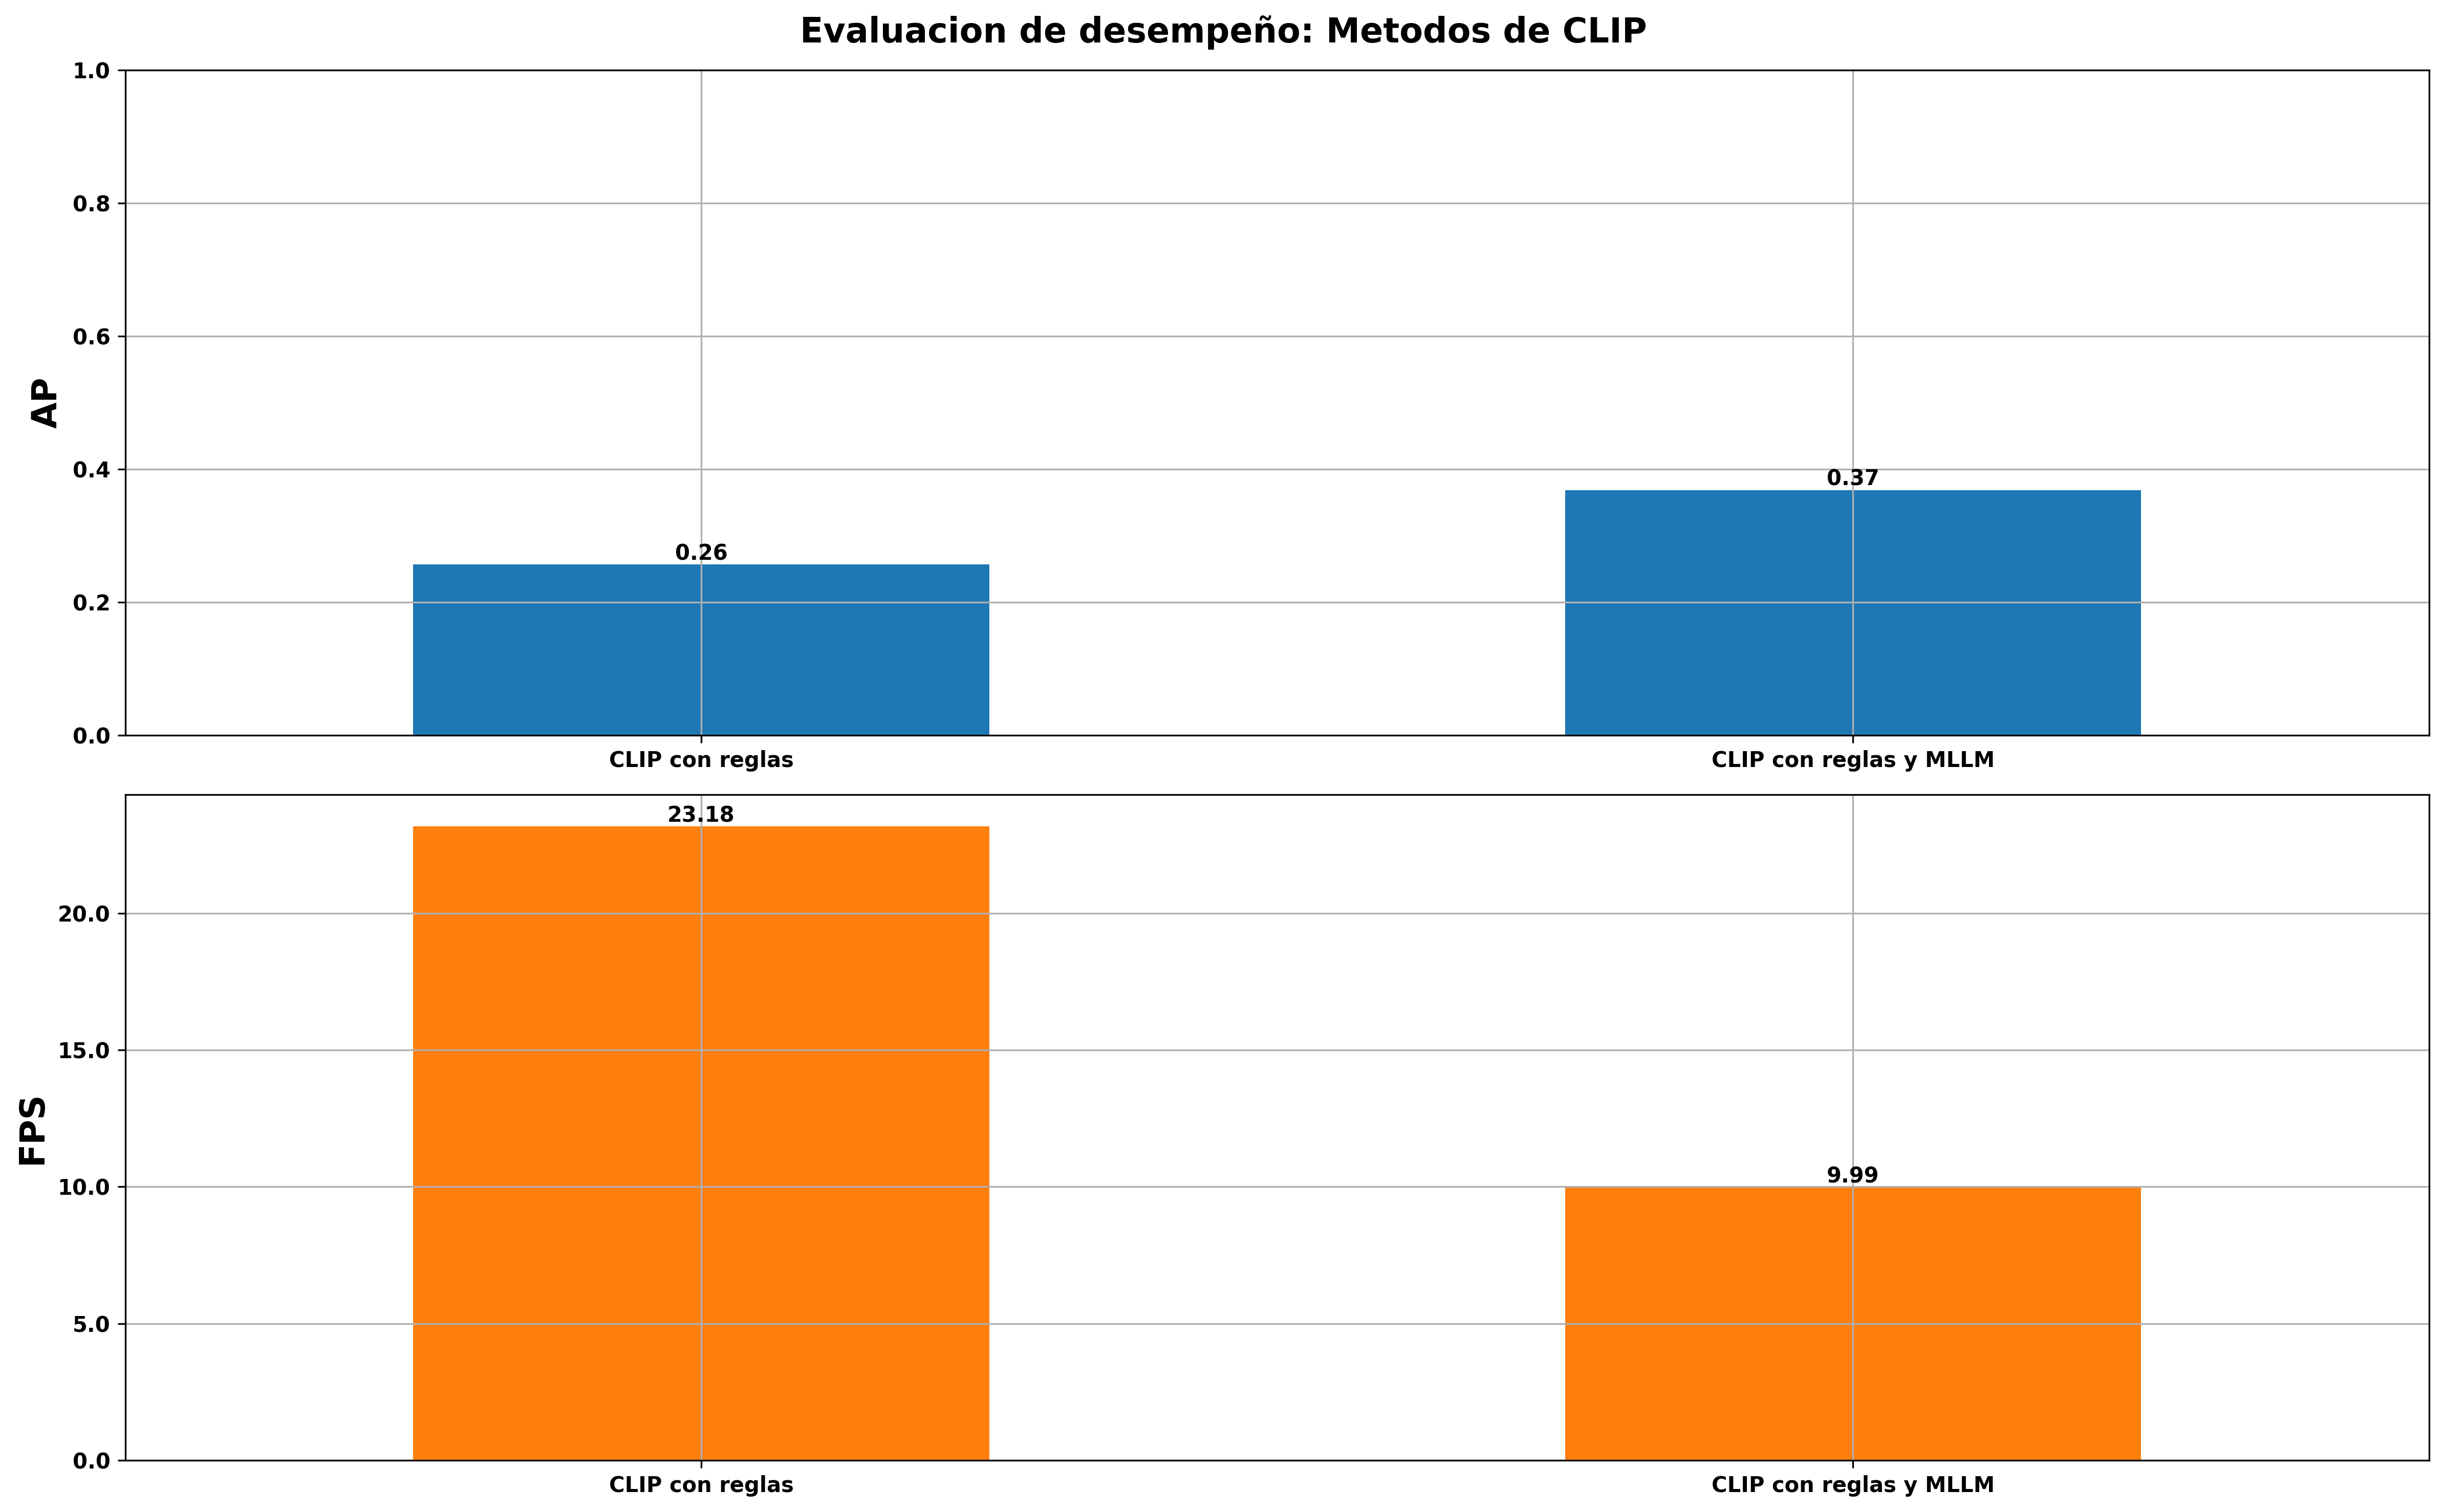 Evaluacion de desempeño: Metodos de CLIP
AP
1.0
0.8
0.6
0.4
0.2
0.0
0.26
0.37
CLIP con reglas
CLIP con reglas y MLLM
FPS
20.0
15.0
10.0
5.0
0.0
23.18
9.99
CLIP con reglas
CLIP con reglas y MLLM